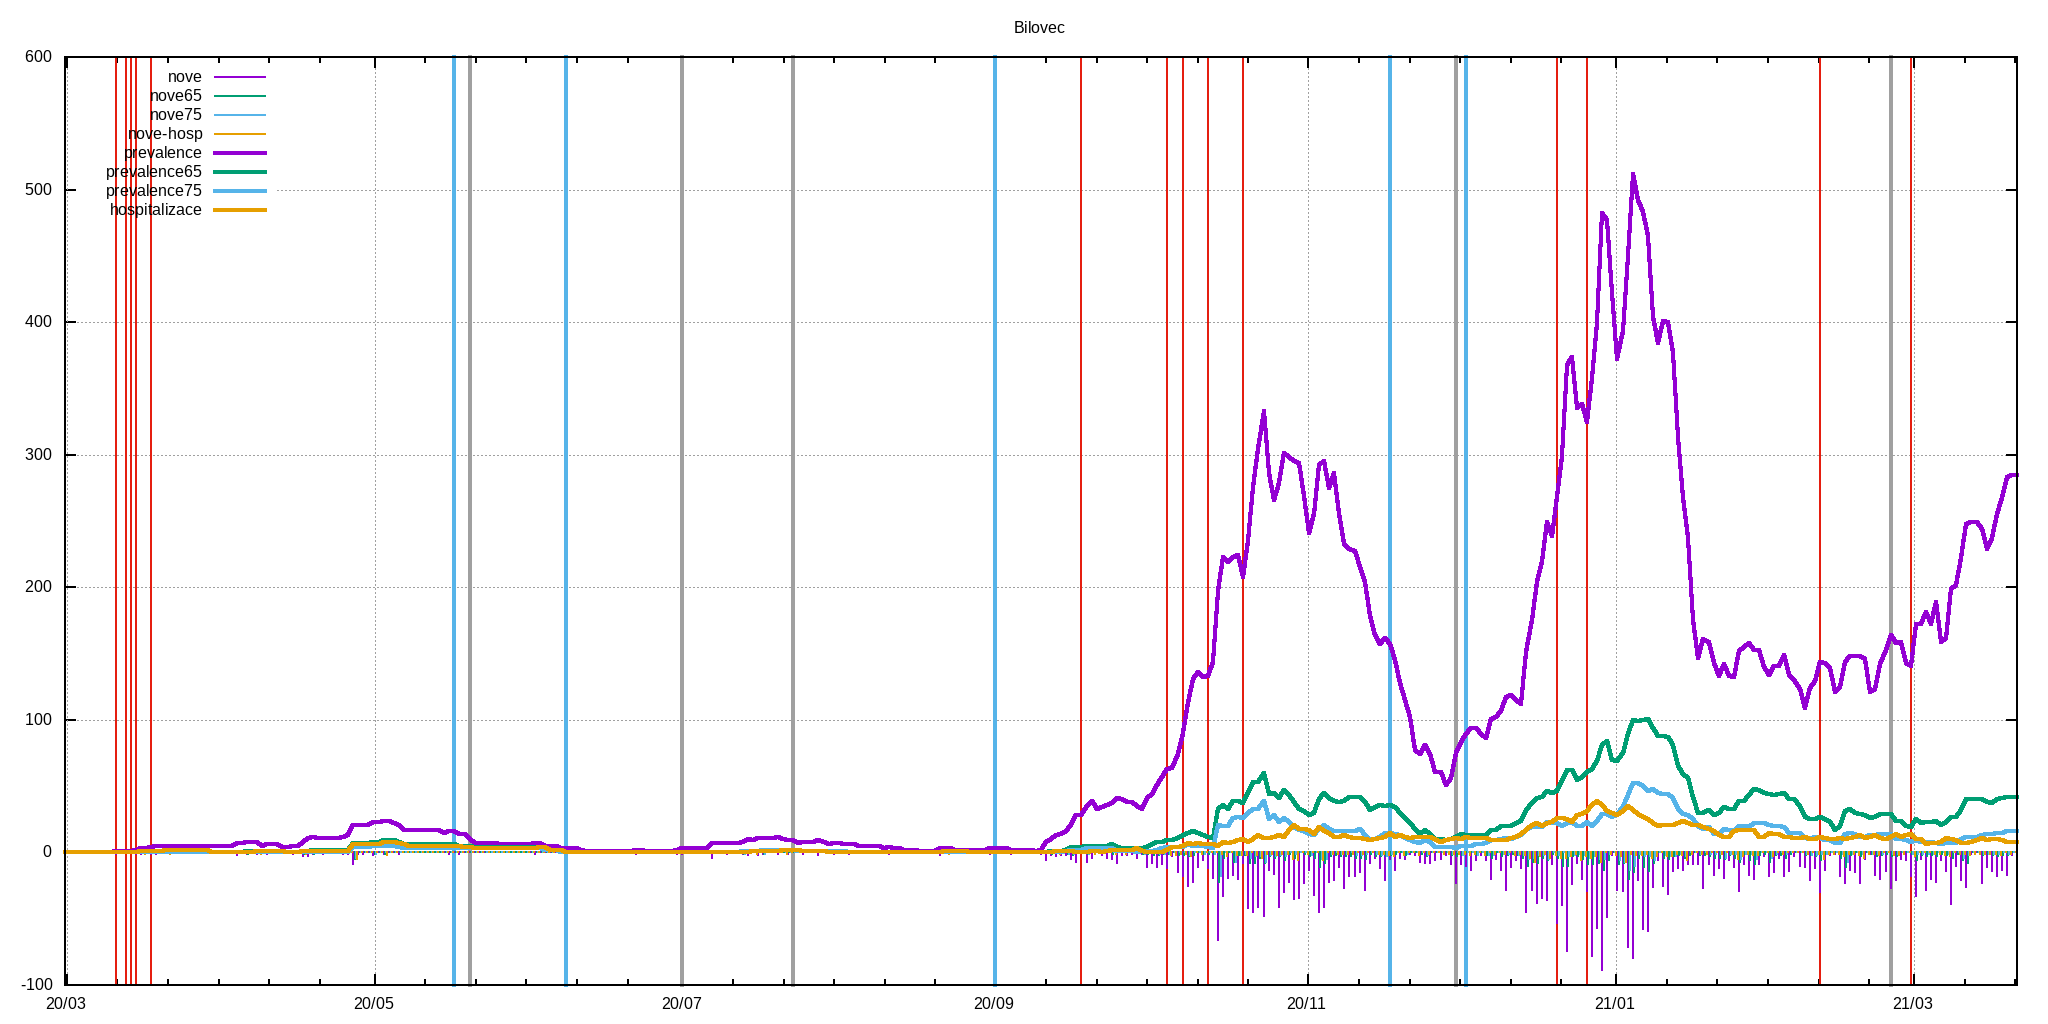 Bilovec
600
500
400
300
200
100
0
-100
nove
nove65
nove75
nove-hosp
prevalence
prevalence65
prevalence75
hospitalizace
20/03 20/05 20/07 20/09 20/11 21/01 21/03